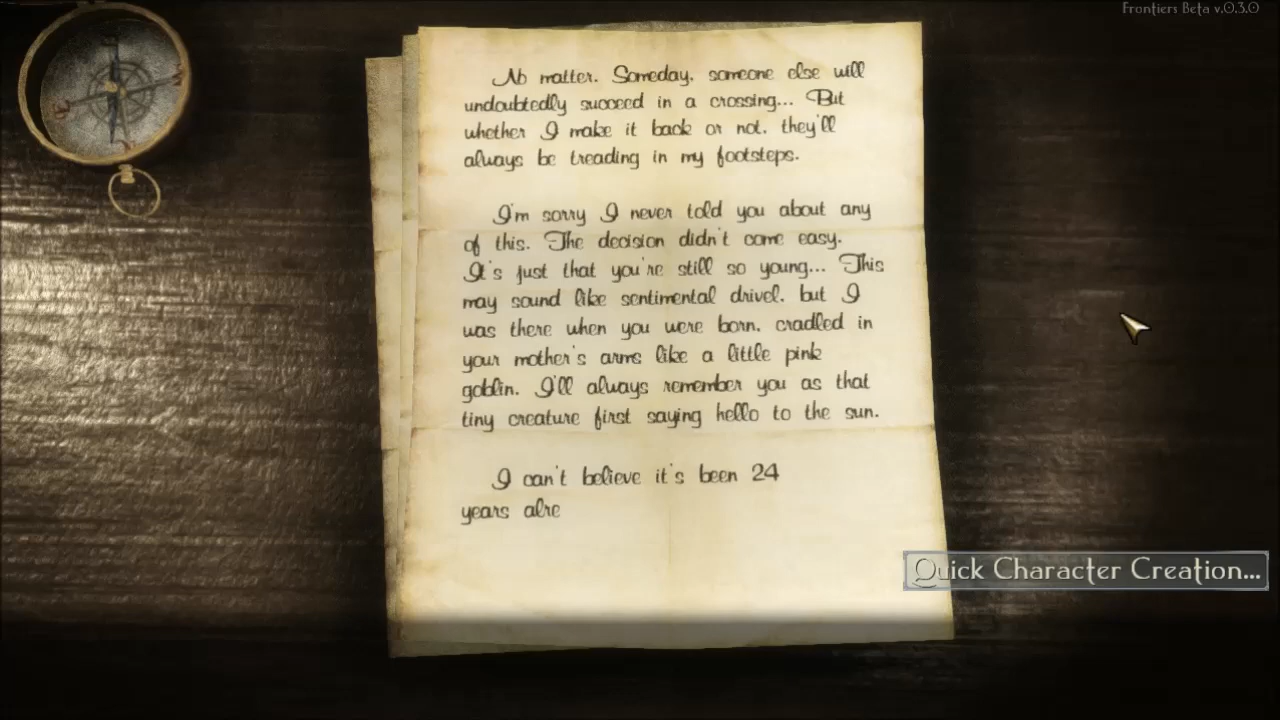 Frontiers Beta v.0.3.0
No matter. Someday, someone else will
undoubtedly succeed in a crossing... But
whether I make it back or not, they'll
always be treading in my footsteps.
I'm sorry I never told you about any
of this. The decision didn't come easy.
It's just that you're still so young... This
may sound like sentimental drivel, but I
was there when you were born, cradled in
your mother's arms like a little pink
goblin. I'll always remember you as that
tiny creature first saying hello to the sun.
I can't believe it's been 24
years alre
Quick Character Creation...